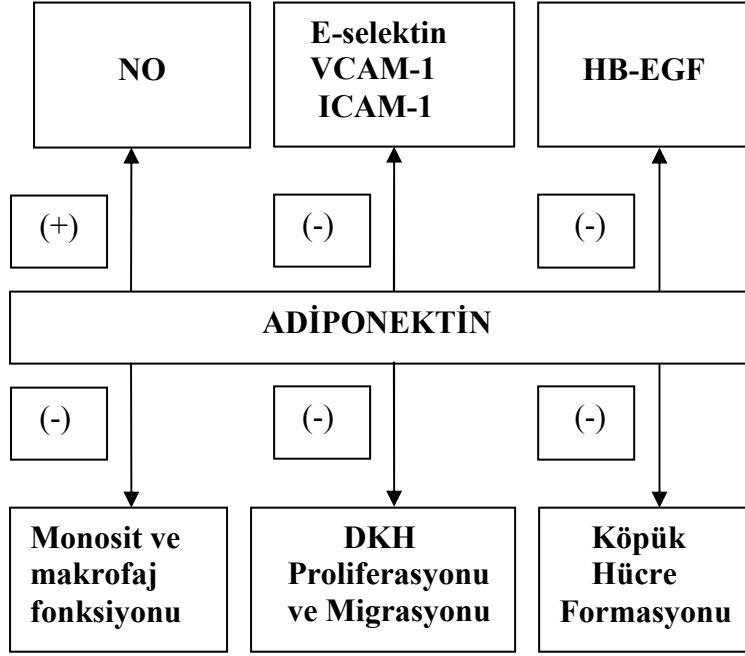 NO
E-selektin
VCAM-1
ICAM-1
HB-EGF
(+)
(-)
(-)
ADİPONEKTİN
(-)
(-)
(-)
Monosit ve
makrofaj
fonksiyonu
DKH
Proliferasyonu
ve Migrasyonu
Köpük
Hücre
Formasyonu